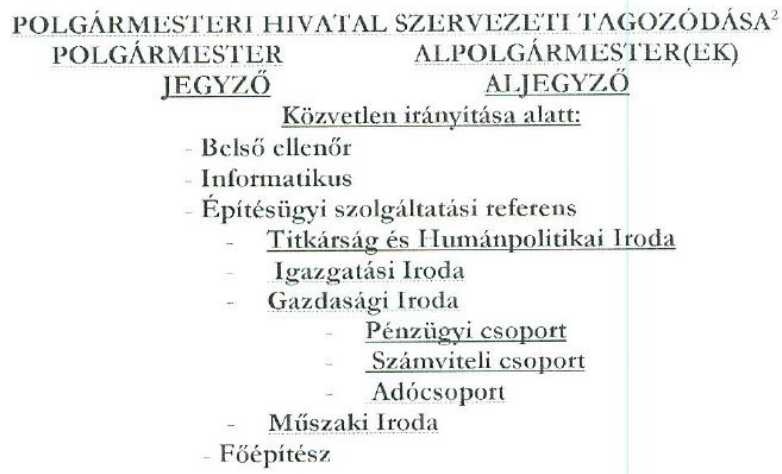 POLGÁRMESTERI HIVATAL SZERVEZETI TAGOZÓDÁSA²
POLGÁRMESTER ALPOLGÁRMESTER(EK)
JEGYZŐ ALJEGYZŐ
Közvetlen irányítása alatt:
- Belső ellenőr
- Informatikus
- Építésügyi szolgáltatási referens
- Titkárság és Humánpolitikai Iroda
- Igazgatási Iroda
- Gazdasági Iroda
- Pénzügyi csoport
- Számviteli csoport
- Adócsoport
- Műszaki Iroda
- Főépítész